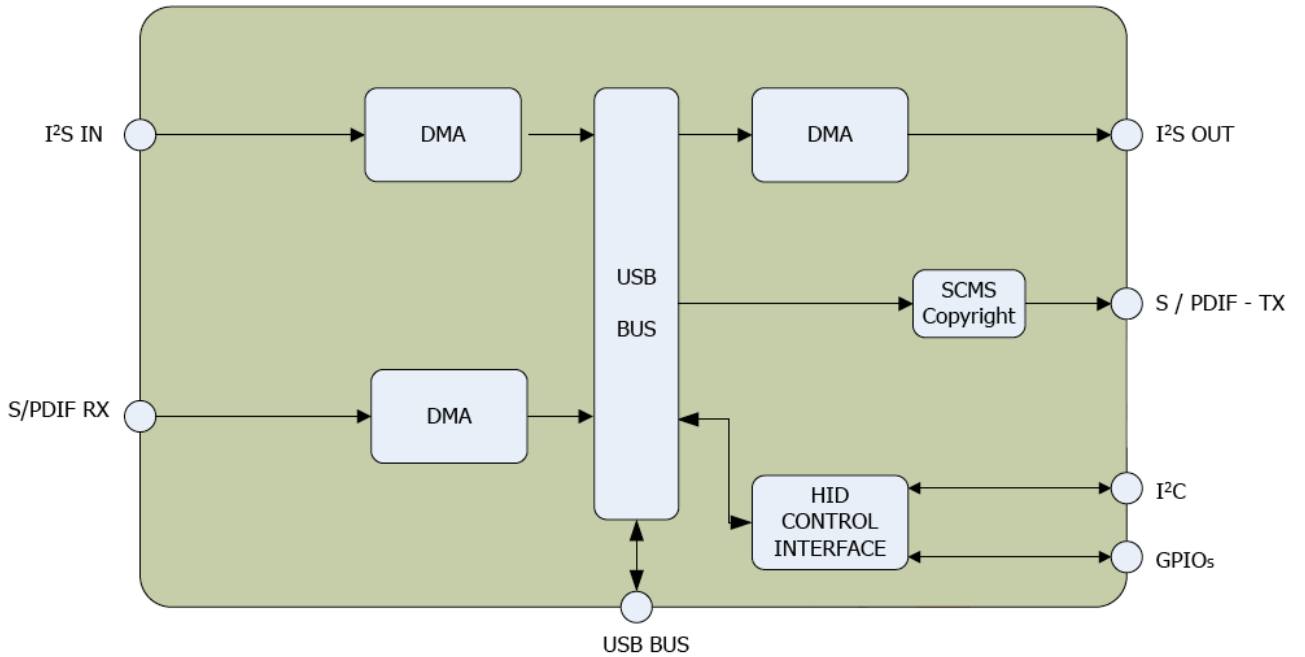 I²S IN
DMA
DMA
I²S OUT
USB
BUS
SCMS
Copyright
S / PDIF - TX
S/PDIF RX
DMA
HID
CONTROL
INTERFACE
I²C
GPIOs
USB BUS